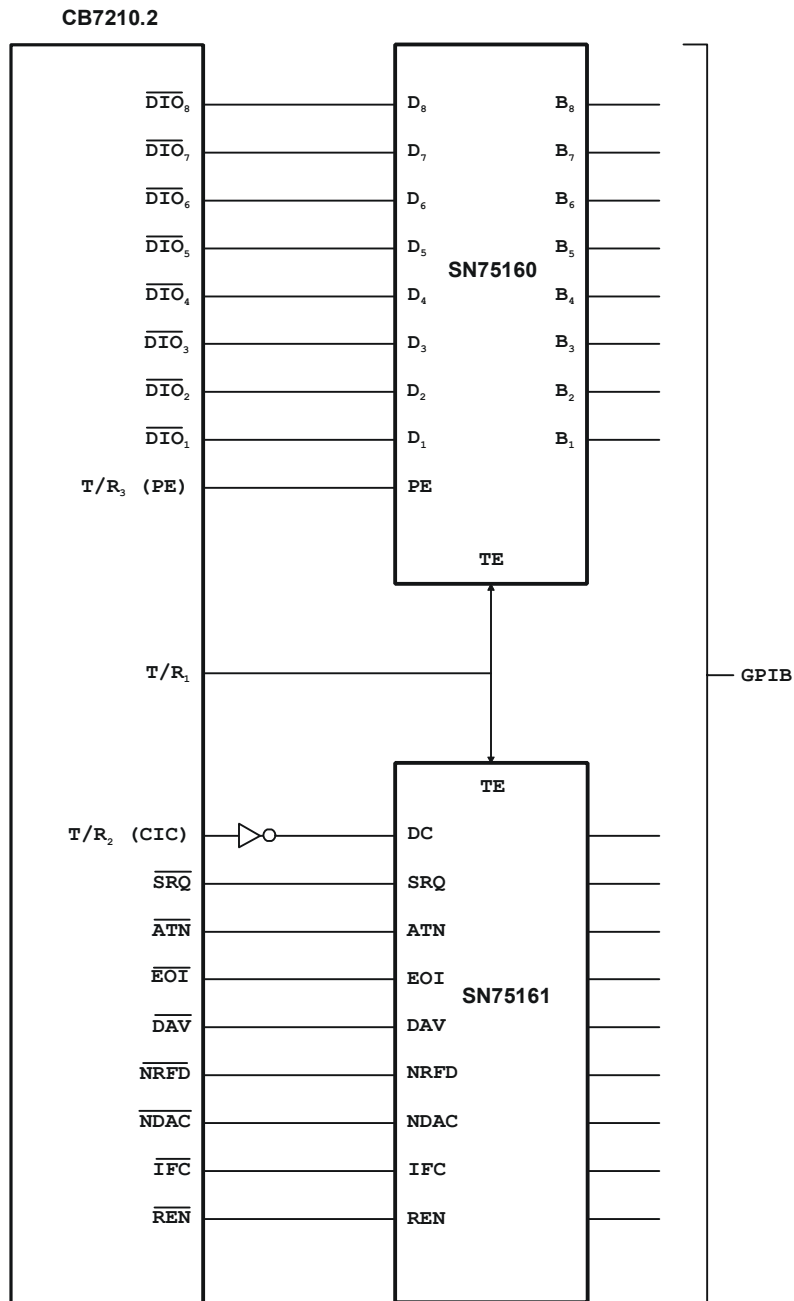 CB7210.2
DIO₈ D₈ B₈
DIO₇ D₇ B₇
DIO₆ D₆ B₆
DIO₅ D₅ B₅
SN75160
DIO₄ D₄ B₄
DIO₃ D₃ B₃
DIO₂ D₂ B₂
DIO₁ D₁ B₁
T/R₃ (PE) PE
TE
T/R₁ GPIB
TE
T/R₂ (CIC) DC
SRQ SRQ
ATN ATN
EOI EOI
SN75161
DAV DAV
NRFD NRFD
NDAC NDAC
IFC IFC
REN REN